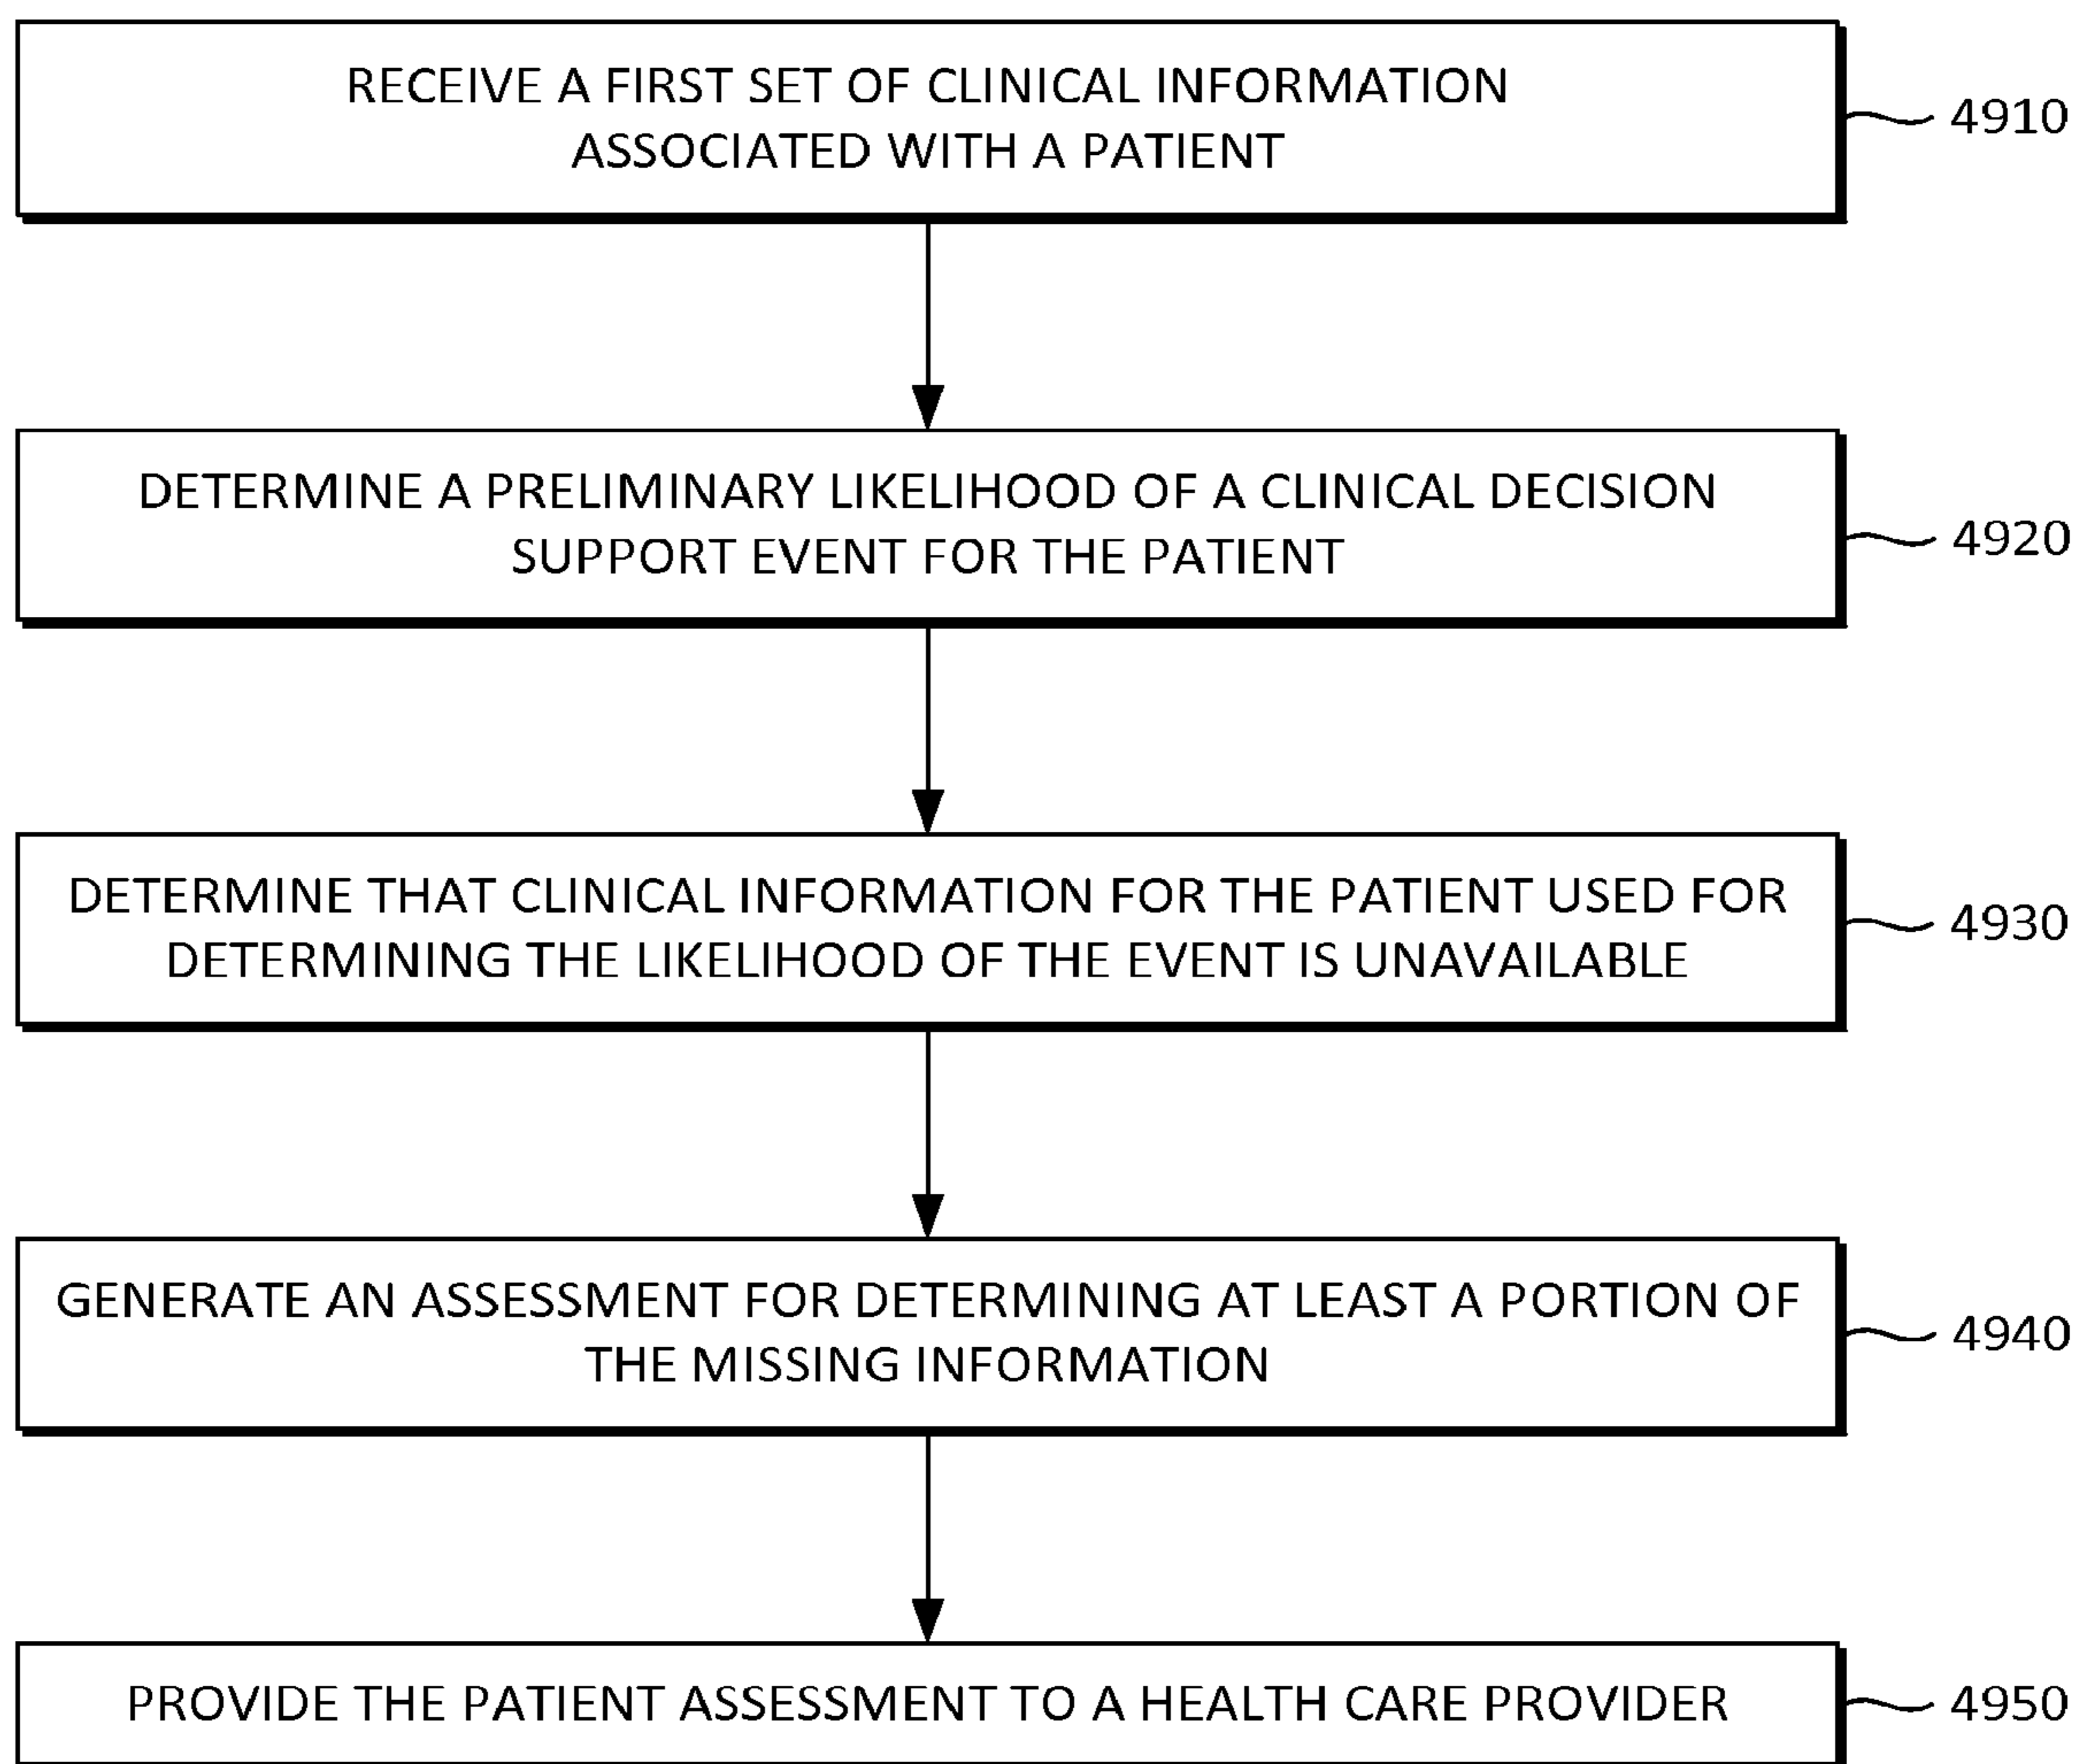 RECEIVE A FIRST SET OF CLINICAL INFORMATION
ASSOCIATED WITH A PATIENT
4910
DETERMINE A PRELIMINARY LIKELIHOOD OF A CLINICAL DECISION
SUPPORT EVENT FOR THE PATIENT
4920
DETERMINE THAT CLINICAL INFORMATION FOR THE PATIENT USED FOR
DETERMINING THE LIKELIHOOD OF THE EVENT IS UNAVAILABLE
4930
GENERATE AN ASSESSMENT FOR DETERMINING AT LEAST A PORTION OF
THE MISSING INFORMATION
4940
PROVIDE THE PATIENT ASSESSMENT TO A HEALTH CARE PROVIDER
4950